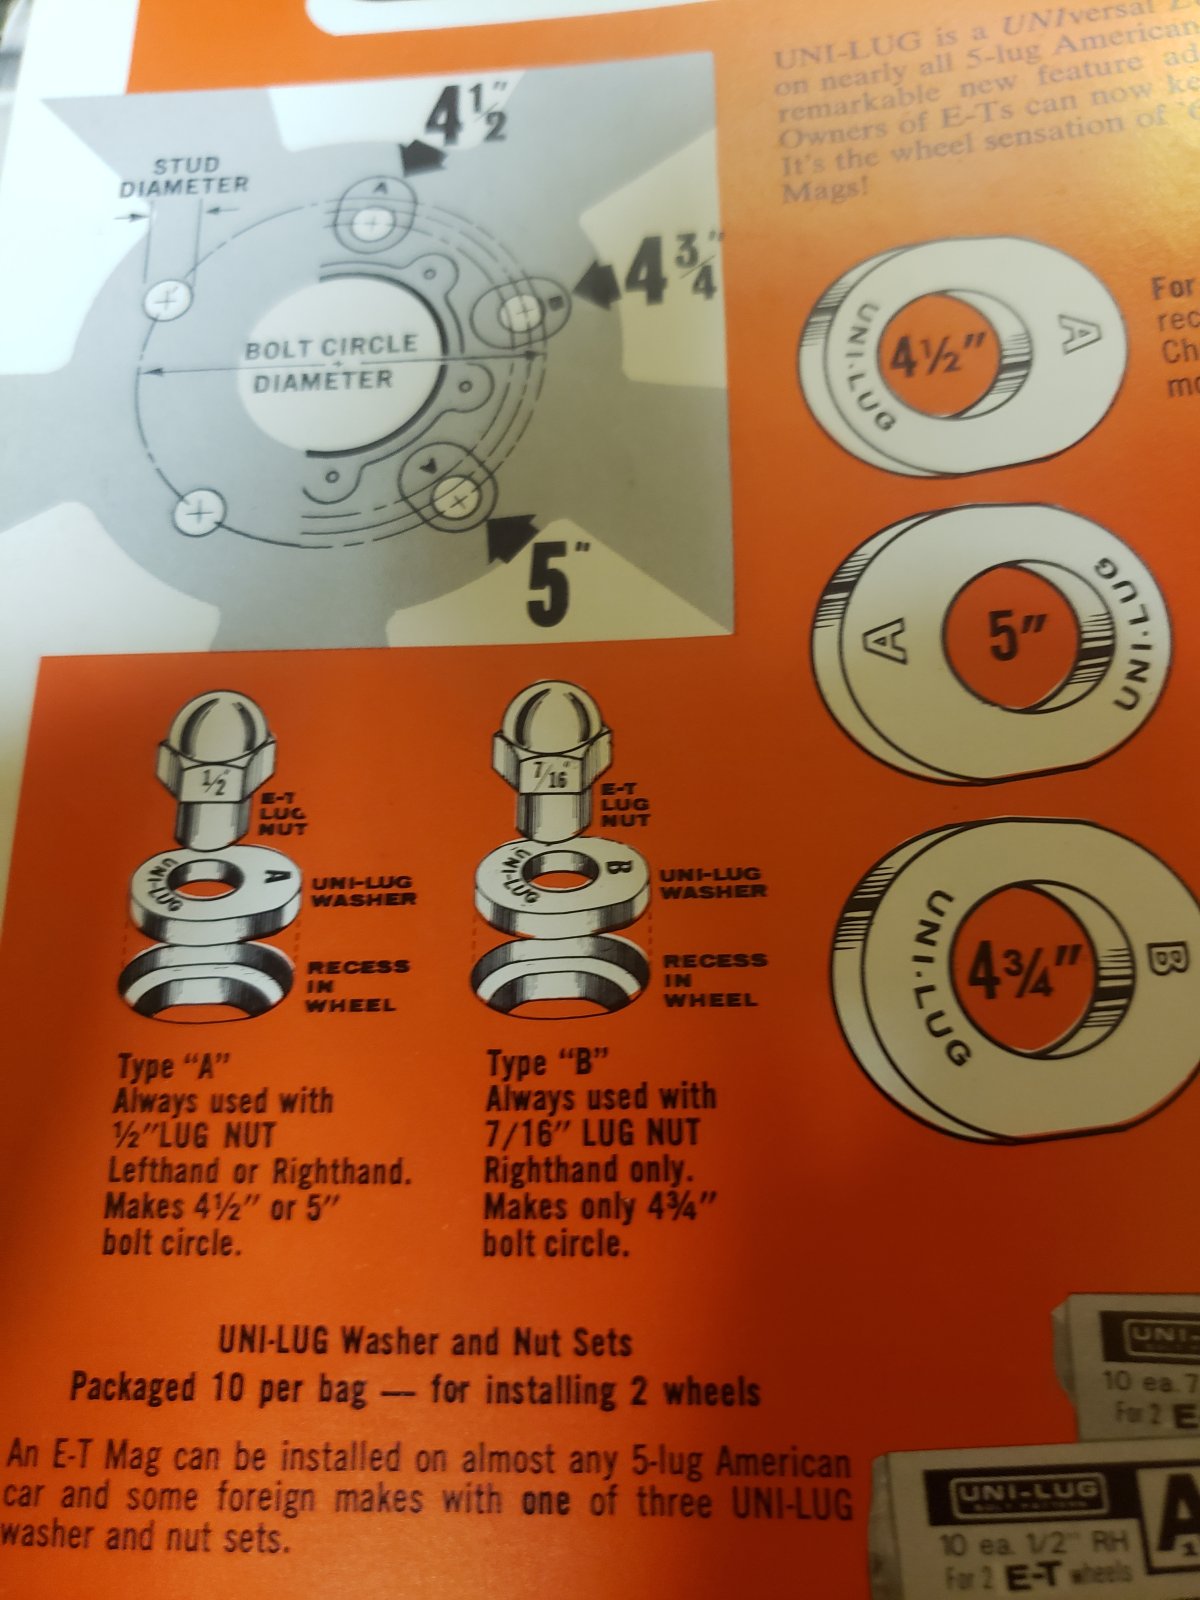 UNI-LUG is a UNIversal
on nearly all 5-lug American
remarkable new feature
Owners of E-Ts can now
It's the wheel sensation of
Mags!
4½"
STUD
DIAMETER
A
4¾"
B
BOLT CIRCLE
DIAMETER
A
5"
UNI-LUG
4½"
A
For
A
5"
UNI-LUG
UNI-LUG
4¾"
B
½"
E-T
LUG
NUT
UNI-LUG
A
UNI-LUG
WASHER
RECESS
IN
WHEEL
7/16"
E-T
LUG
NUT
UNI-LUG
B
UNI-LUG
WASHER
RECESS
IN
WHEEL
Type "A"
Always used with
½" LUG NUT
Lefthand or Righthand.
Makes 4½" or 5"
bolt circle.
Type "B"
Always used with
7/16" LUG NUT
Righthand only.
Makes only 4¾"
bolt circle.
UNI-LUG Washer and Nut Sets
Packaged 10 per bag — for installing 2 wheels
An E-T Mag can be installed on almost any 5-lug American
car and some foreign makes with one of three UNI-LUG
washer and nut sets.
10 ea. 7
For 2 E-
UNI-LUG
BOLT PATTERN
10 ea. 1/2" RH
For 2 E-T wheels
A